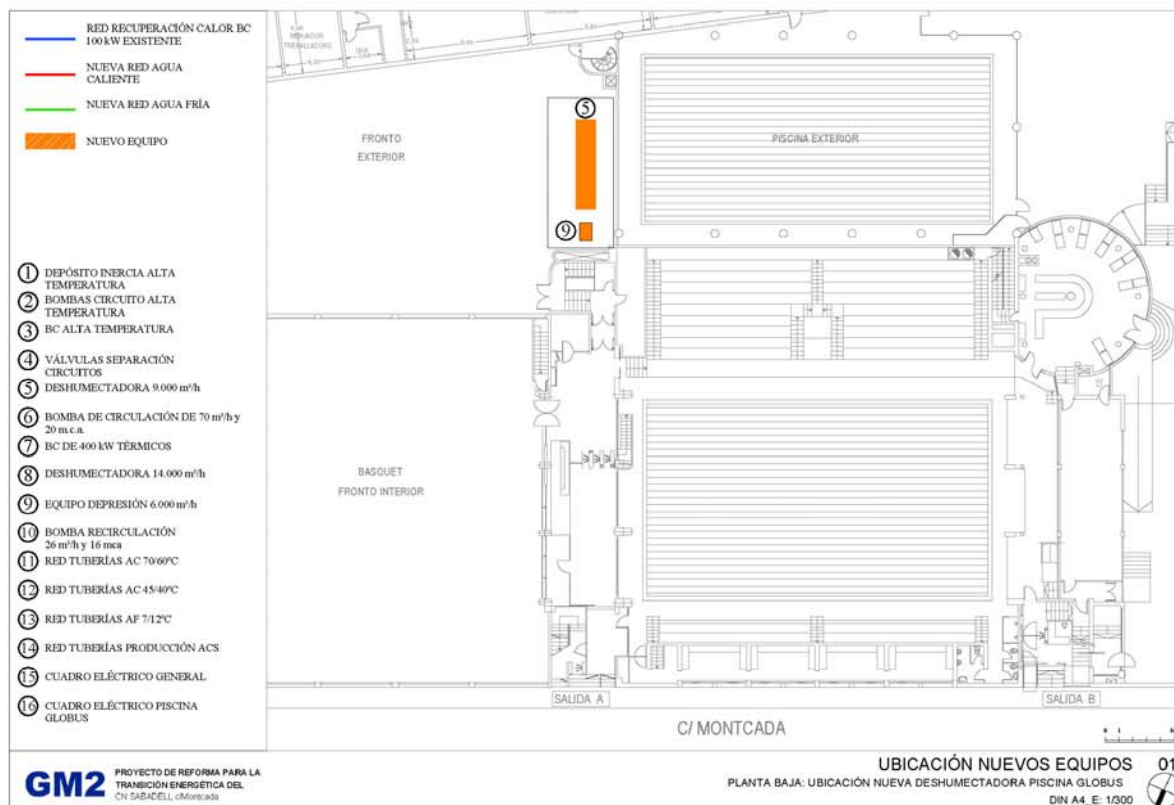 RED RECUPERACIÓN CALOR BC
100 kW EXISTENTE
NUEVA RED AGUA
CALIENTE
NUEVA RED AGUA FRÍA
NUEVO EQUIPO
1 DEPÓSITO INERCIA ALTA
TEMPERATURA
2 BOMBAS CIRCUITO ALTA
TEMPERATURA
3 BC ALTA TEMPERATURA
4 VÁLVULAS SEPARACIÓN
CIRCUITOS
5 DESHUMECTADORA 9.000 m³/h
6 BOMBA DE CIRCULACIÓN DE 70 m³/h y
20 m.c.a.
7 BC DE 400 kW TÉRMICOS
8 DESHUMECTADORA 14.000 m³/h
9 EQUIPO DEPRESIÓN 6.000 m³/h
10 BOMBA RECIRCULACIÓN
26 m³/h y 16 mca
11 RED TUBERÍAS AC 70/60ºC
12 RED TUBERÍAS AC 45/40ºC
13 RED TUBERÍAS AF 7/12ºC
14 RED TUBERÍAS PRODUCCIÓN ACS
15 CUADRO ELÉCTRICO GENERAL
16 CUADRO ELÉCTRICO PISCINA
GLOBUS
TREBALLADORS
FRONTO
EXTERIOR
5
9
PISCINA EXTERIOR
BASQUET
FRONTO INTERIOR
SALIDA A
SALIDA B
C/ MONTCADA
GM2
PROYECTO DE REFORMA PARA LA
TRANSICIÓN ENERGÉTICA DEL
CN SABADELL c/Montcada
UBICACIÓN NUEVOS EQUIPOS 01
PLANTA BAJA: UBICACIÓN NUEVA DESHUMECTADORA PISCINA GLOBUS
DIN A4_E: 1/300